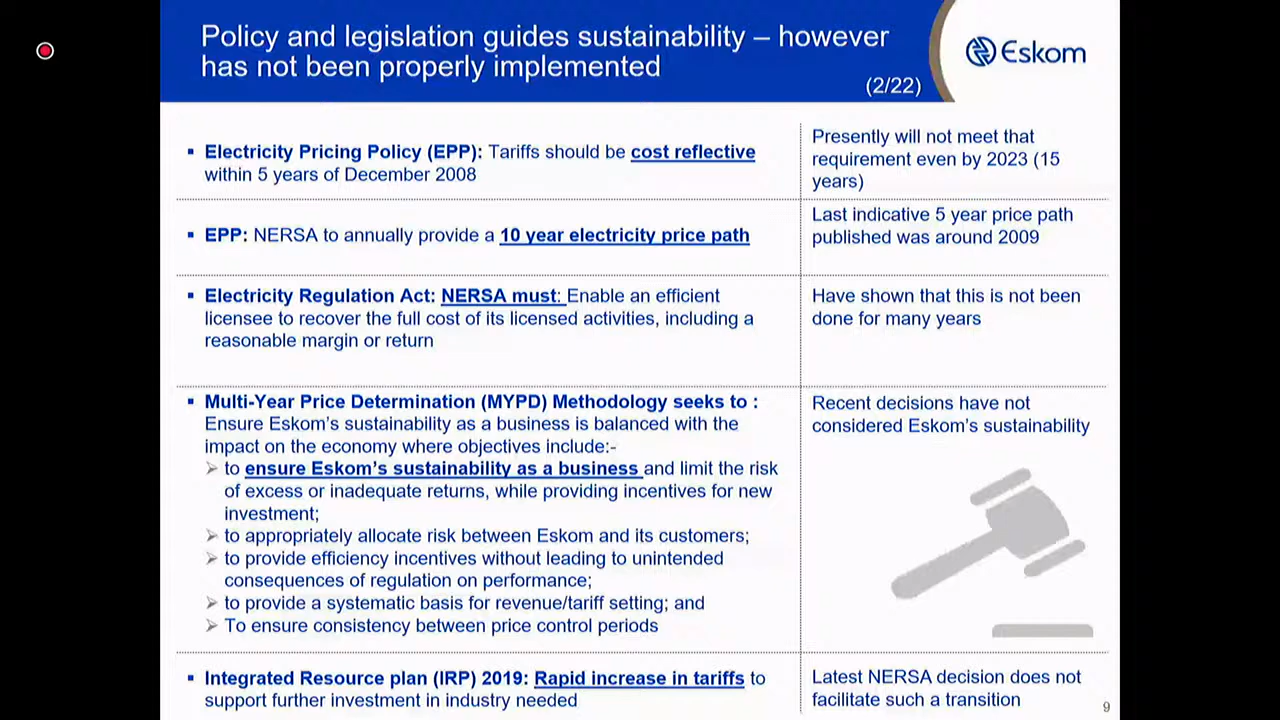 Policy and legislation guides sustainability – however
has not been properly implemented
(2/22)
Eskom
▪ Electricity Pricing Policy (EPP): Tariffs should be cost reflective
within 5 years of December 2008
Presently will not meet that
requirement even by 2023 (15
years)
▪ EPP: NERSA to annually provide a 10 year electricity price path
Last indicative 5 year price path
published was around 2009
▪ Electricity Regulation Act: NERSA must: Enable an efficient
licensee to recover the full cost of its licensed activities, including a
reasonable margin or return
Have shown that this is not been
done for many years
▪ Multi-Year Price Determination (MYPD) Methodology seeks to :
Ensure Eskom's sustainability as a business is balanced with the
impact on the economy where objectives include:-
➢ to ensure Eskom's sustainability as a business and limit the risk
of excess or inadequate returns, while providing incentives for new
investment;
➢ to appropriately allocate risk between Eskom and its customers;
➢ to provide efficiency incentives without leading to unintended
consequences of regulation on performance;
➢ to provide a systematic basis for revenue/tariff setting; and
➢ To ensure consistency between price control periods
Recent decisions have not
considered Eskom's sustainability
▪ Integrated Resource plan (IRP) 2019: Rapid increase in tariffs to
support further investment in industry needed
Latest NERSA decision does not
facilitate such a transition
9